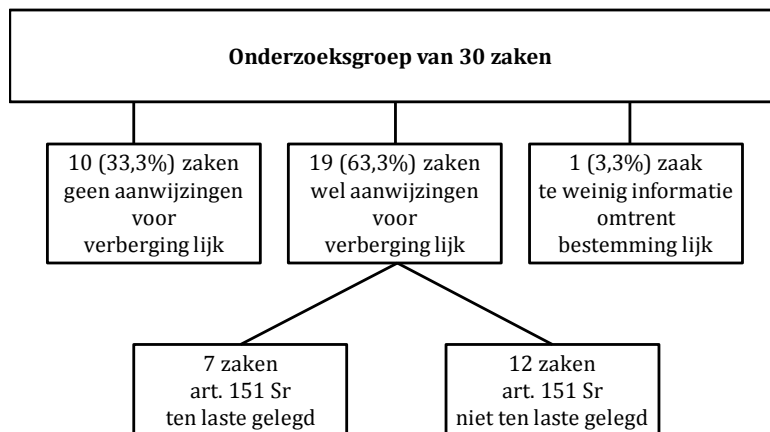 Onderzoeksgroep van 30 zaken
10 (33,3%) zaken
geen aanwijzingen
voor
verberging lijk
19 (63,3%) zaken
wel aanwijzingen
voor
verberging lijk
1 (3,3%) zaak
te weinig informatie
omtrent
bestemming lijk
7 zaken
art. 151 Sr
ten laste gelegd
12 zaken
art. 151 Sr
niet ten laste gelegd